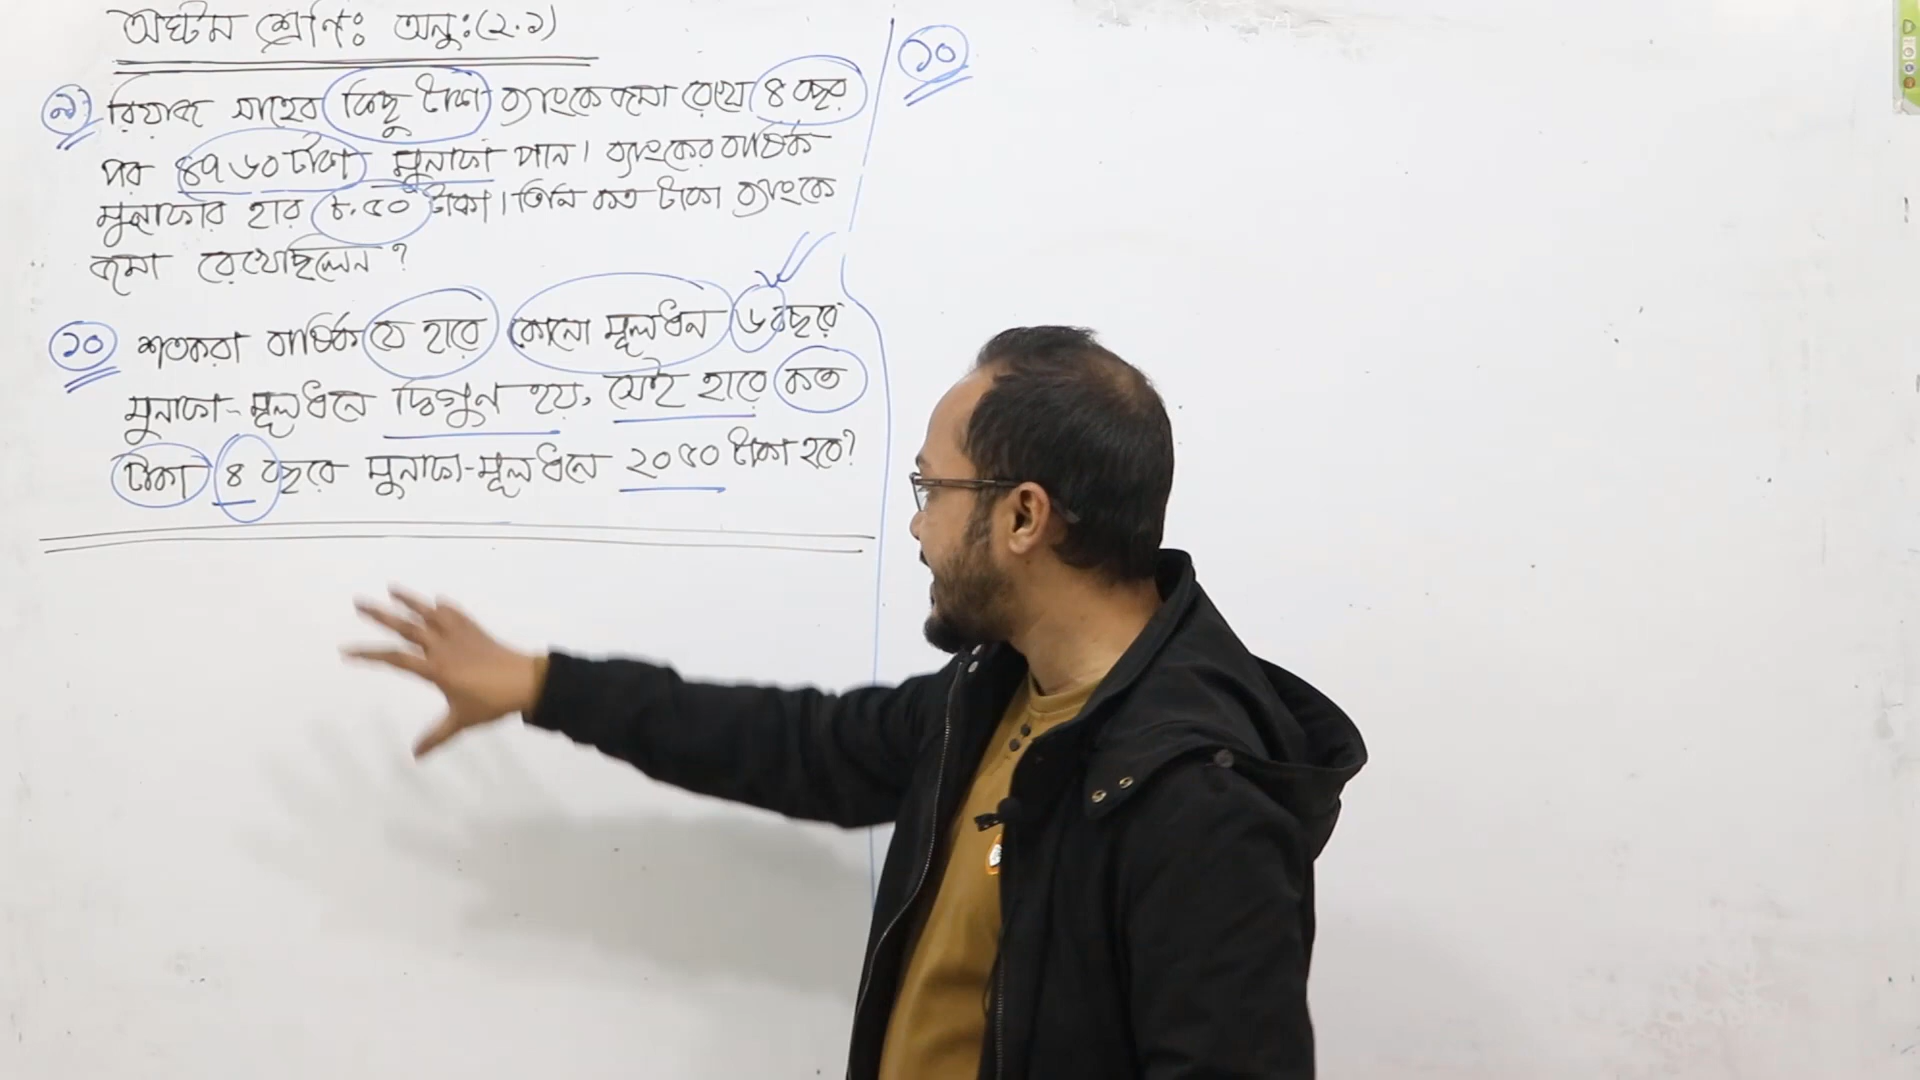 অষ্টম শ্রেণিঃ অনুঃ(২.১)
৯। রিয়াজ সাহেব কিছু টাকা ব্যাংকে জমা রেখে ৪ বছর
পর ৪৭৬০ টাকা মুনাফা পান। ব্যাংকের বার্ষিক
মুনাফার হার ৮.৫০ টাকা। তিনি কত টাকা ব্যাংকে
জমা রেখেছিলেন?
১০ শতকরা বার্ষিক যে হারে কোনো মূলধন ৬ বছরে
মুনাফা-মূলধনে দ্বিগুণ হয়, সেই হারে কত
টাকা ৪ বছরে মুনাফা-মূলধনে ২০৫০ টাকা হবে?
১০